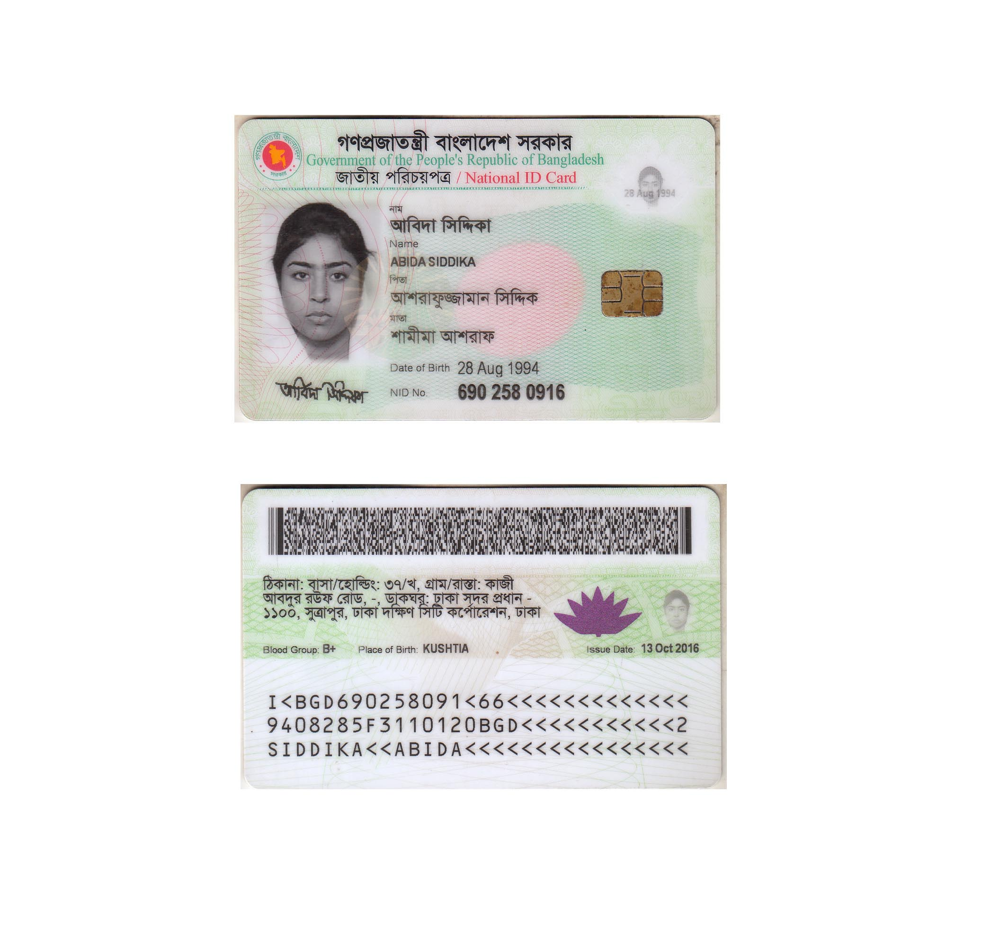 গণপ্রজাতন্ত্রী বাংলাদেশ সরকার
Government of the People's Republic of Bangladesh
জাতীয় পরিচয়পত্র / National ID Card
গণপ্রজাতন্ত্রী বাংলাদেশ
সরকার
28 Aug 1994
নাম
আবিদা সিদ্দিকা
Name
ABIDA SIDDIKA
পিতা
আশরাফুজ্জামান সিদ্দিক
মাতা
শামীমা আশরাফ
Date of Birth 28 Aug 1994
আবিদা সিদ্দিকা
NID No. 690 258 0916
ঠিকানা: বাসা/হোল্ডিং: ৩৭/খ, গ্রাম/রাস্তা: কাজী
আবদুর রউফ রোড, -, ডাকঘর: ঢাকা সদর প্রধান -
১১০০, সুত্রাপুর, ঢাকা দক্ষিণ সিটি কর্পোরেশন, ঢাকা
Blood Group: B+ Place of Birth: KUSHTIA Issue Date: 13 Oct 2016
I<BGD690258091<66<<<<<<<<<<<<<
9408285F3110120BGD<<<<<<<<<<<2
SIDDIKA<<ABIDA<<<<<<<<<<<<<<<<